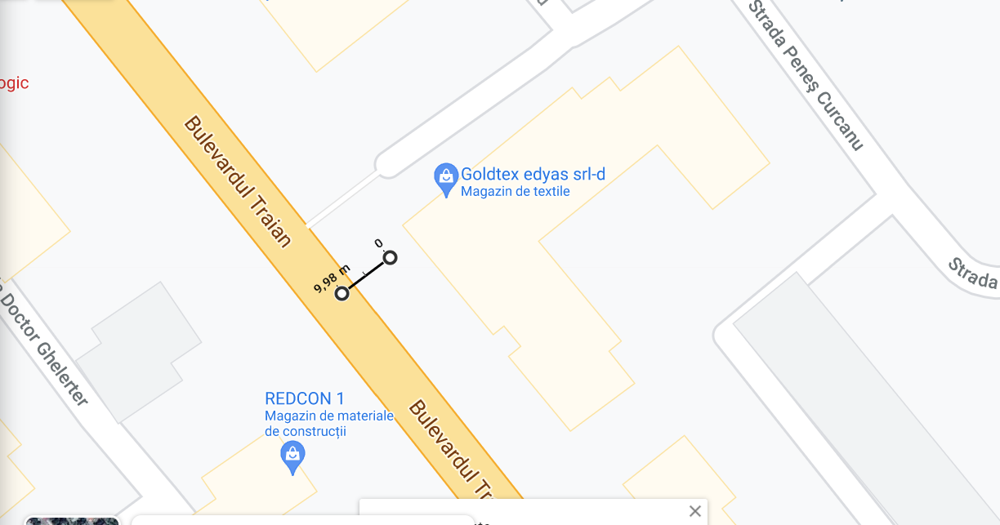 ogic
Strada Peneș Curcanu
Bulevardul Traian
Goldtex edyas srl-d
Magazin de textile
0
9,98 m
Strada
Doctor Ghelerter
REDCON 1
Magazin de materiale
de construcții
Bulevardul Tr